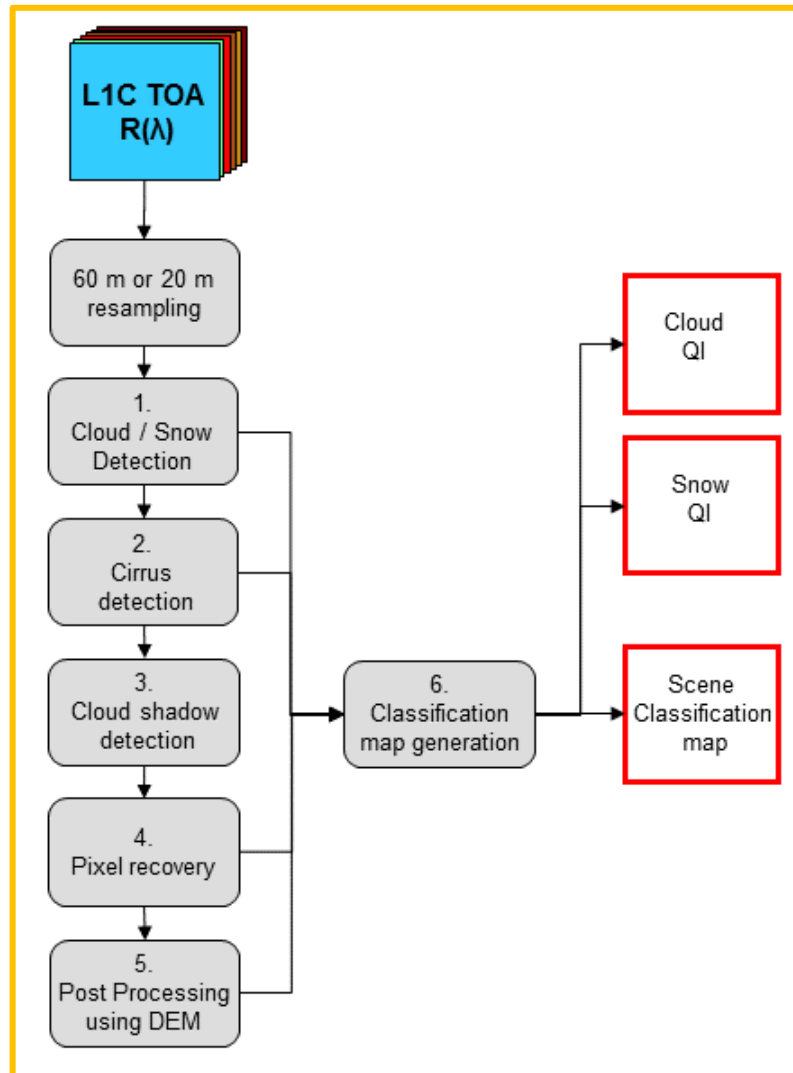 L1C TOA
R(λ)
60 m or 20 m
resampling
1.
Cloud / Snow
Detection
2.
Cirrus
detection
3.
Cloud shadow
detection
4.
Pixel recovery
5.
Post Processing
using DEM
6.
Classification
map generation
Cloud
QI
Snow
QI
Scene
Classification
map